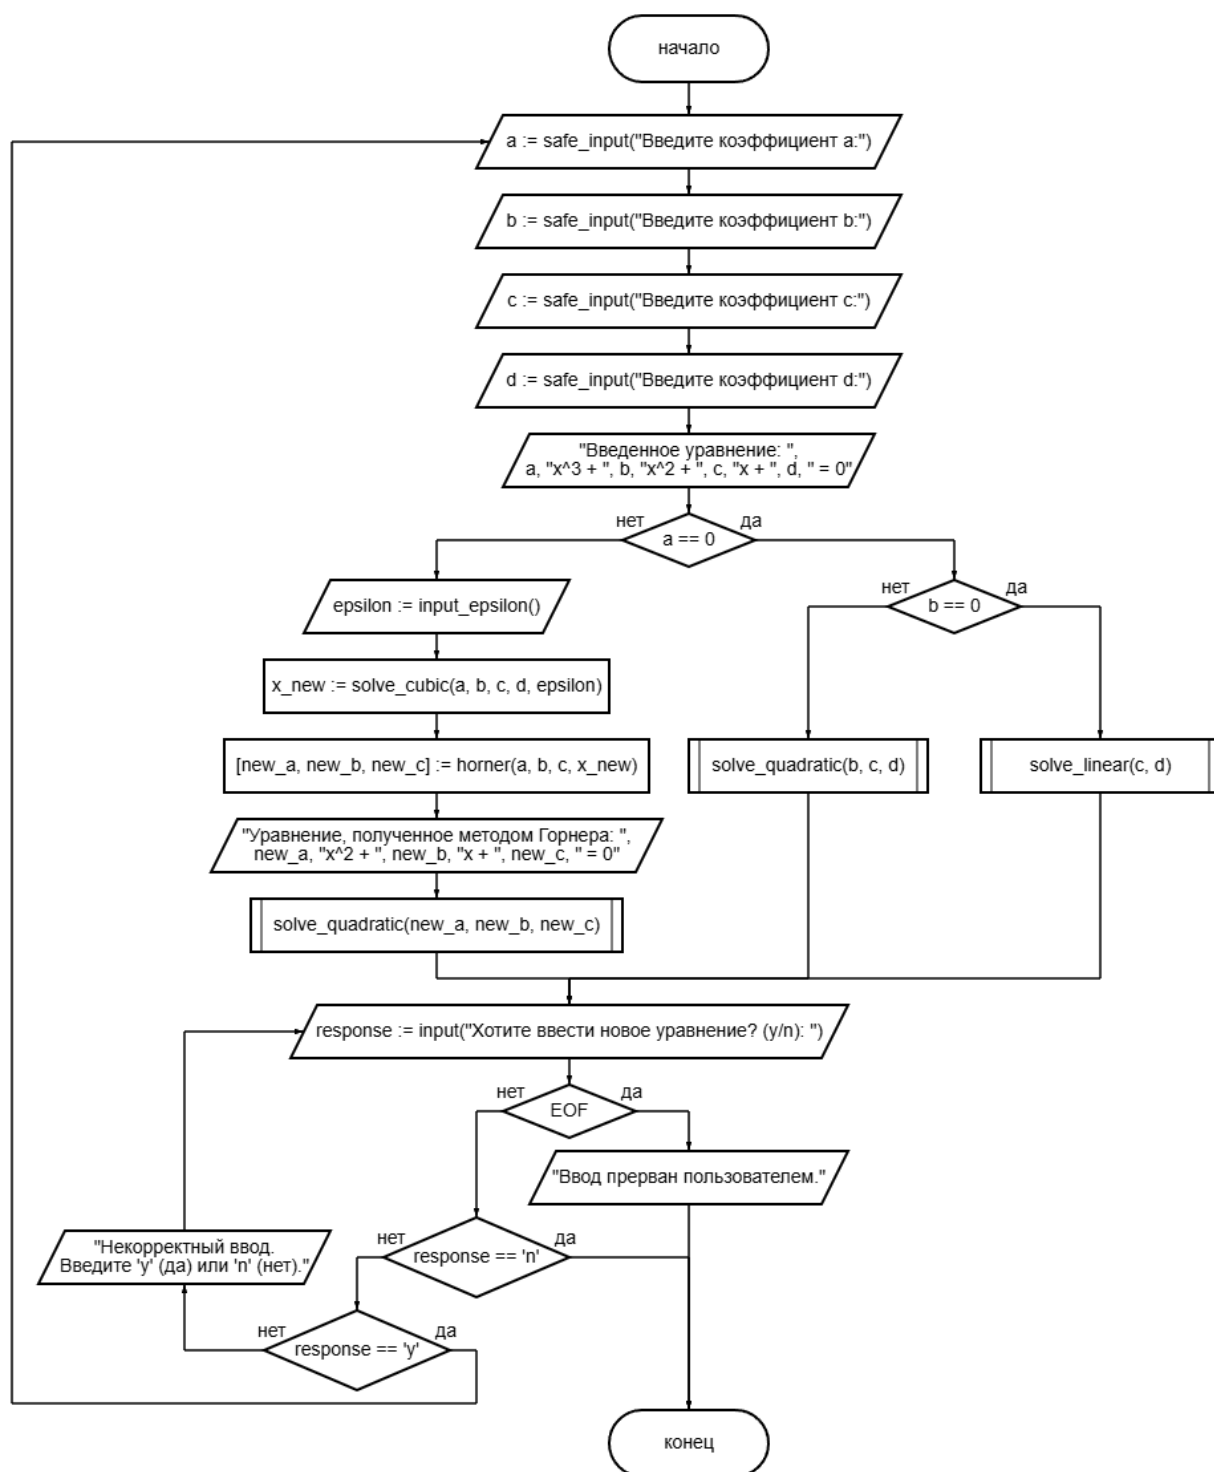 начало
a := safe_input("Введите коэффициент a:")
b := safe_input("Введите коэффициент b:")
c := safe_input("Введите коэффициент c:")
d := safe_input("Введите коэффициент d:")
"Введенное уравнение: ",
a, "x^3 + ", b, "x^2 + ", c, "x + ", d, " = 0"
нет
да
a == 0
epsilon := input_epsilon()
нет
да
b == 0
x_new := solve_cubic(a, b, c, d, epsilon)
[new_a, new_b, new_c] := horner(a, b, c, x_new)
solve_quadratic(b, c, d)
solve_linear(c, d)
"Уравнение, полученное методом Горнера: ",
new_a, "x^2 + ", new_b, "x + ", new_c, " = 0"
solve_quadratic(new_a, new_b, new_c)
response := input("Хотите ввести новое уравнение? (y/n): ")
нет
да
EOF
"Ввод прерван пользователем."
"Некорректный ввод.
Введите 'y' (да) или 'n' (нет)."
нет
да
response == 'n'
нет
да
response == 'y'
конец